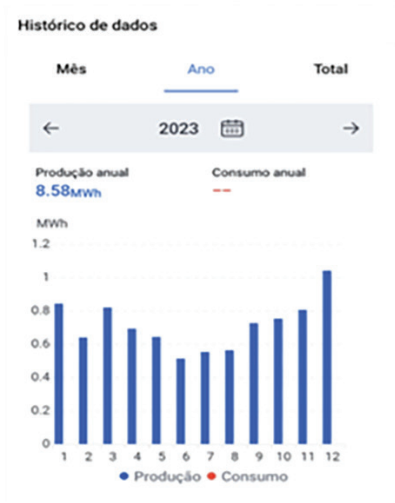 Histórico de dados
Mês Ano Total
2023
Produção anual Consumo anual
8.58MWh --
MWh
1.2
1
0.8
0.6
0.4
0.2
0
1 2 3 4 5 6 7 8 9 10 11 12
Produção Consumo